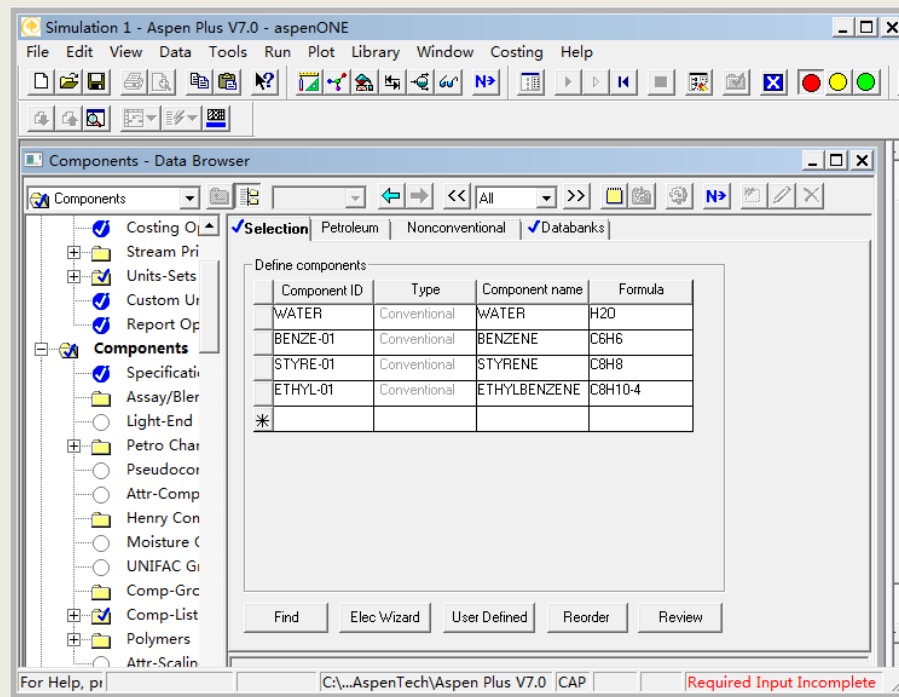 Simulation 1 - Aspen Plus V7.0 - aspenONE
File Edit View Data Tools Run Plot Library Window Costing Help
N>
Components - Data Browser
Components << All >> N>
Costing O
Stream Pri
Units-Sets
Custom Ur
Report Op
Components
Specificati
Assay/Bler
Light-End
Petro Char
Pseudocor
Attr-Comp
Henry Con
Moisture C
UNIFAC Gr
Comp-Gro
Comp-List
Polymers
Attr-Scalin
Selection Petroleum Nonconventional Databanks
Define components
Component ID Type Component name Formula
WATER Conventional WATER H2O
BENZE-01 Conventional BENZENE C6H6
STYRE-01 Conventional STYRENE C8H8
ETHYL-01 Conventional ETHYLBENZENE C8H10-4
Find Elec Wizard User Defined Reorder Review
For Help, pr C:\...AspenTech\Aspen Plus V7.0 CAP Required Input Incomplete